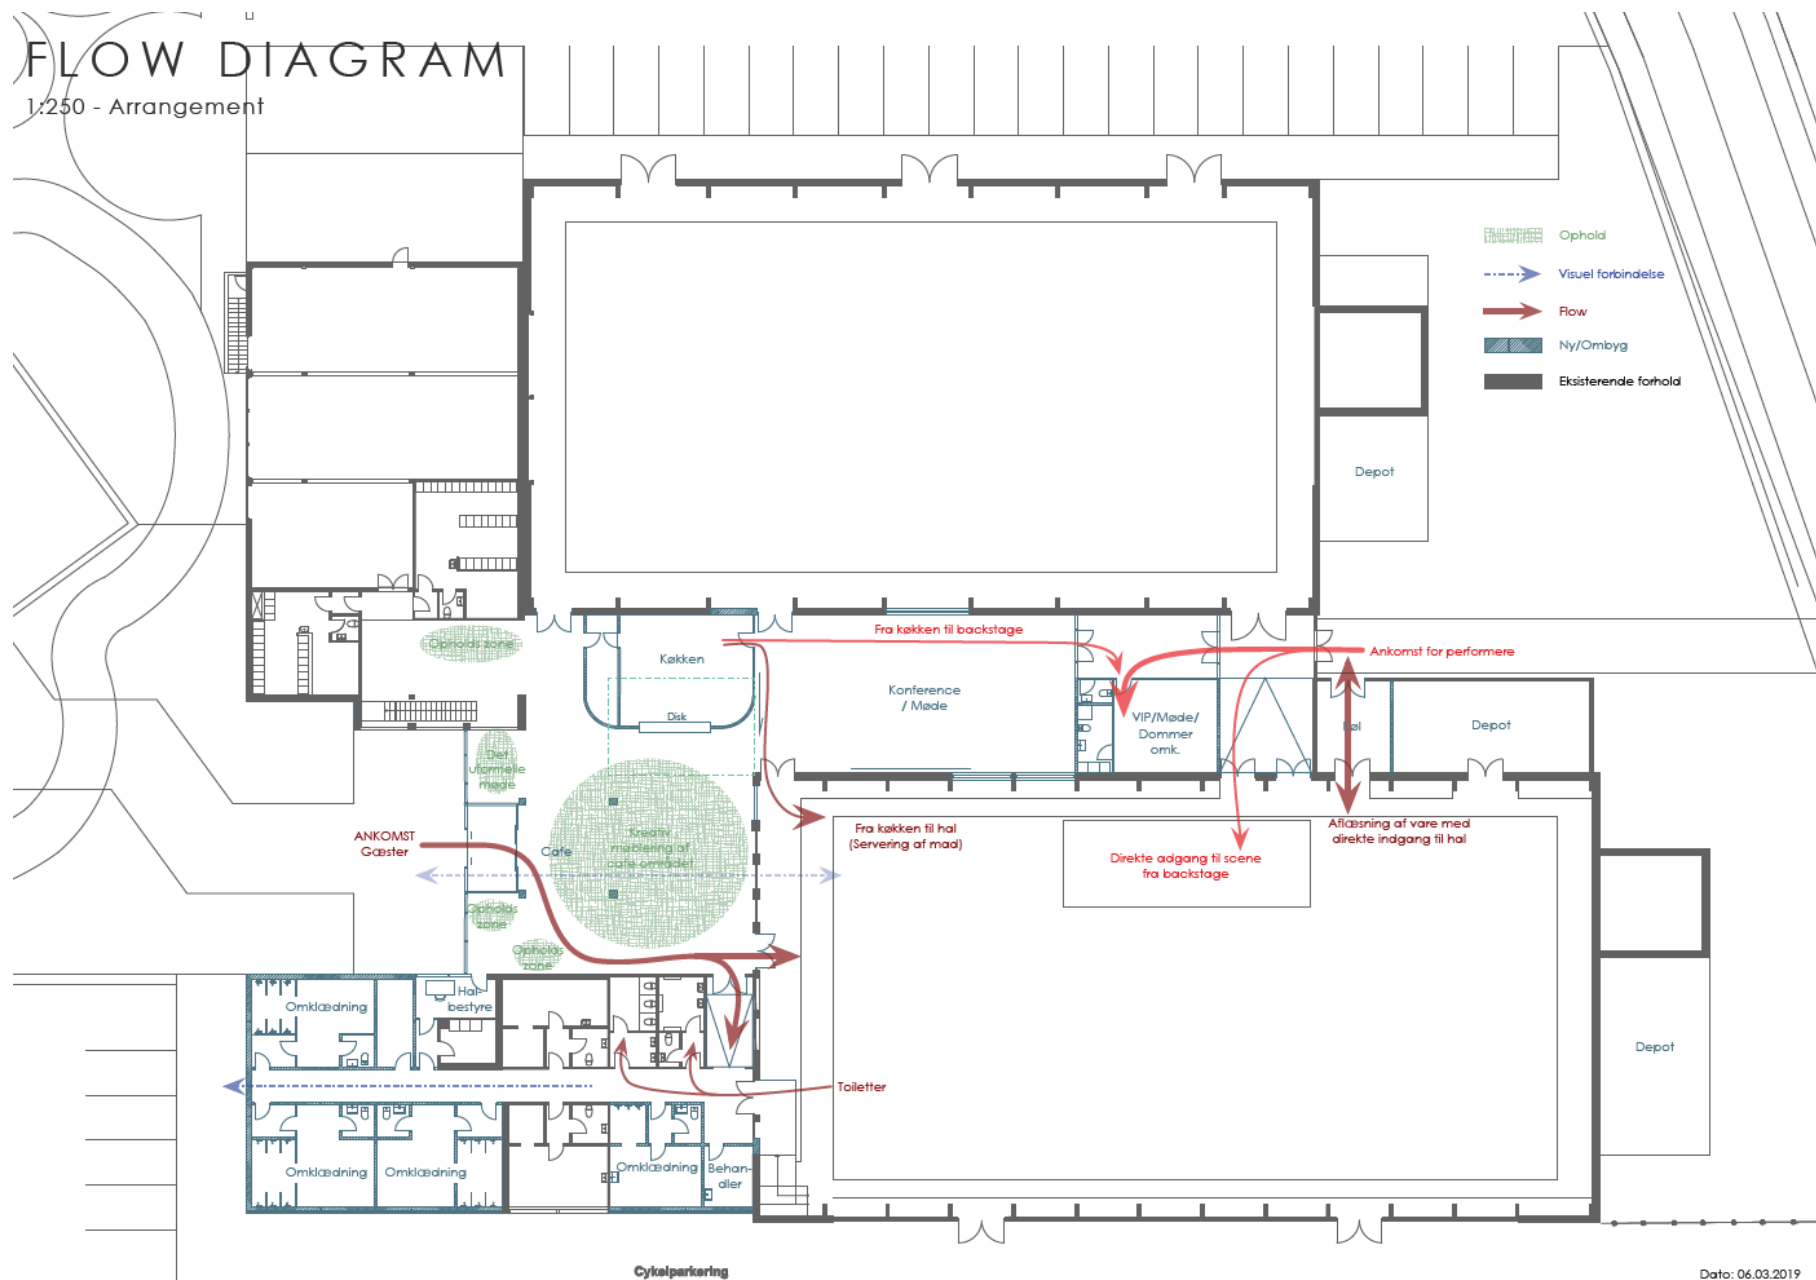 FLOW DIAGRAM
1:250 - Arrangement
Ophold
Visuel forbindelse
Flow
Ny/Ombyg
Eksisterende forhold
Depot
Opholds zone
Køkken
Disk
Fra køkken til backstage
Konference
/ Møde
Ankomst for performere
VIP/Møde/
Dommer
omk.
Køl
Depot
Det
uformelle
møde
ANKOMST
Gæster
Cafe
Kreativ
møblering af
cafe området
Fra køkken til hal
(Servering af mad)
Direkte adgang til scene
fra backstage
Aflæsning af vare med
direkte indgang til hal
Opholds
zone
Opholds
zone
Omklædning
Hal-
bestyre
Toiletter
Depot
Omklædning
Omklædning
Omklædning
Behan-
dler
Cykelparkering
Dato: 06.03.2019